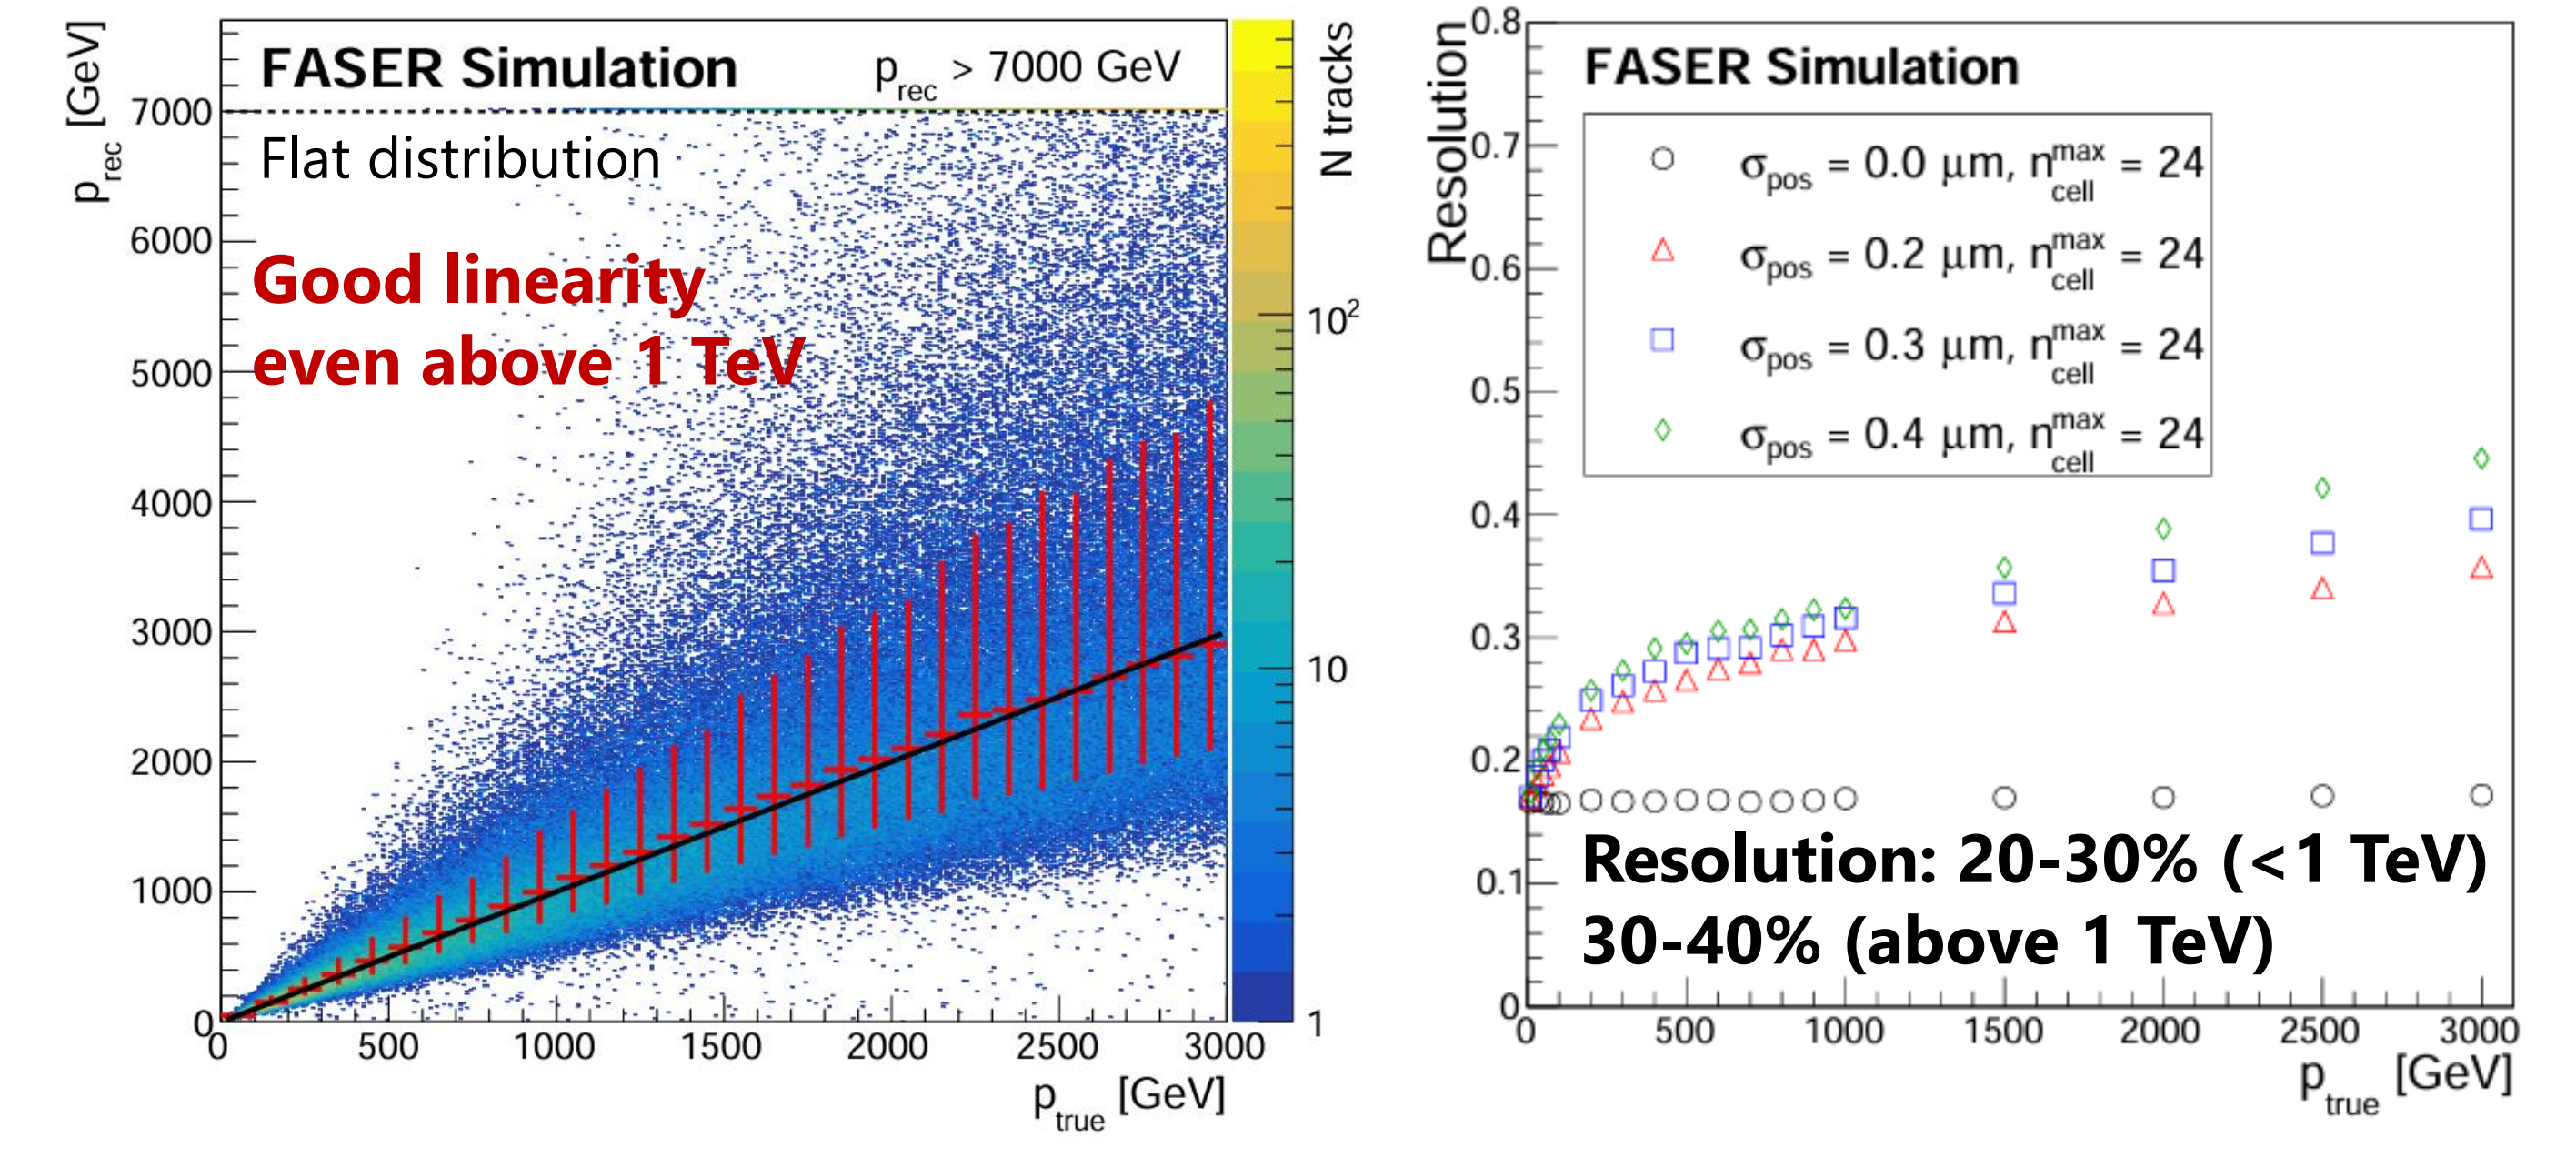 FASER Simulation
p_rec > 7000 GeV
Flat distribution
Good linearity
even above 1 TeV
p_rec [GeV]
7000
6000
5000
4000
3000
2000
1000
0
0 500 1000 1500 2000 2500 3000
p_true [GeV]
N tracks
10²
10
1
FASER Simulation
σ_pos = 0.0 μm, n_cell^max = 24
σ_pos = 0.2 μm, n_cell^max = 24
σ_pos = 0.3 μm, n_cell^max = 24
σ_pos = 0.4 μm, n_cell^max = 24
Resolution
0.8
0.7
0.6
0.5
0.4
0.3
0.2
0.1
0
Resolution: 20-30% (<1 TeV)
30-40% (above 1 TeV)
0 500 1000 1500 2000 2500 3000
p_true [GeV]